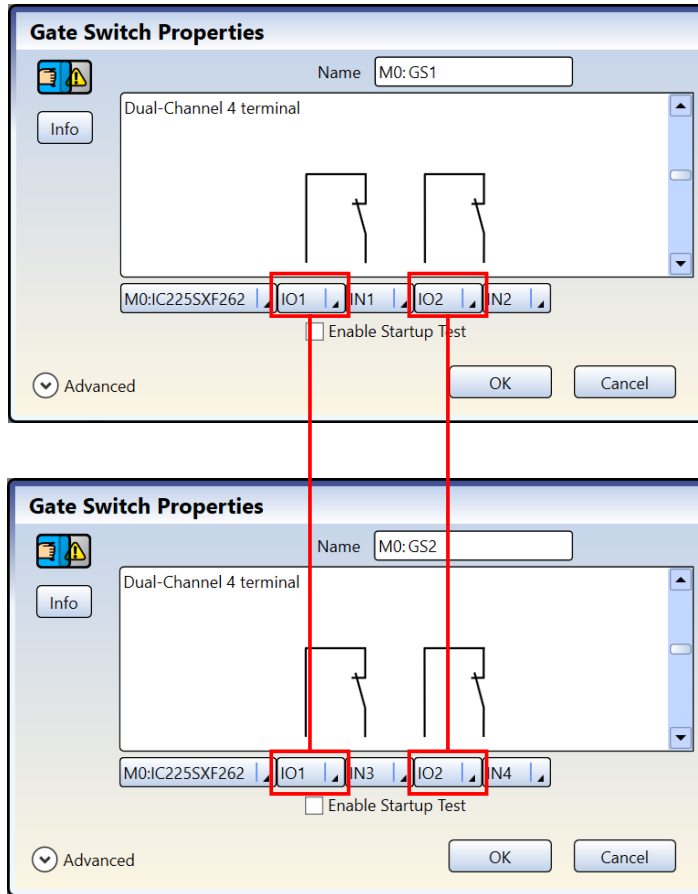 Gate Switch Properties
Name M0: GS1
Info
Dual-Channel 4 terminal
M0:IC225SXF262 IO1 IN1 IO2 IN2
Enable Startup Test
Advanced OK Cancel
Gate Switch Properties
Name M0: GS2
Info
Dual-Channel 4 terminal
M0:IC225SXF262 IO1 IN3 IO2 IN4
Enable Startup Test
Advanced OK Cancel